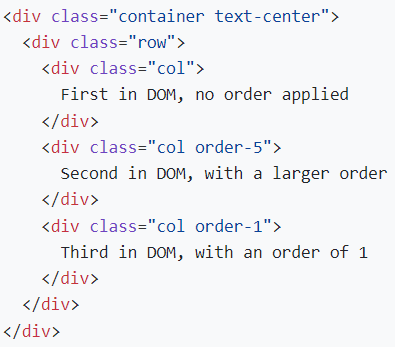 <div class="container text-center">
  <div class="row">
    <div class="col">
      First in DOM, no order applied
    </div>
    <div class="col order-5">
      Second in DOM, with a larger order
    </div>
    <div class="col order-1">
      Third in DOM, with an order of 1
    </div>
  </div>
</div>